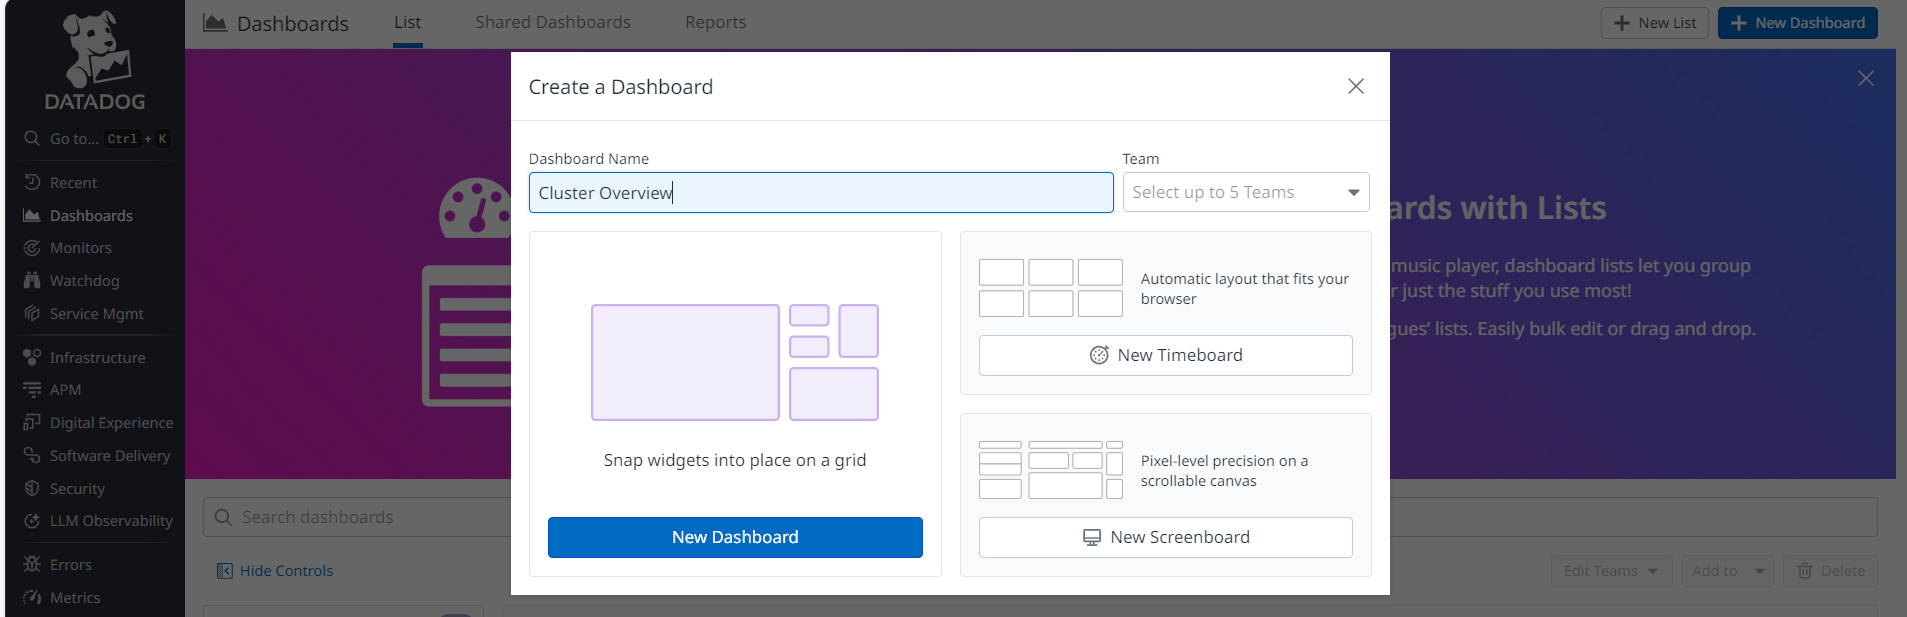 DATADOG
Go to... Ctrl + K
Recent
Dashboards
Monitors
Watchdog
Service Mgmt
Infrastructure
APM
Digital Experience
Software Delivery
Security
LLM Observability
Errors
Metrics
Dashboards
List
Shared Dashboards
Reports
New List
New Dashboard
ards with Lists
music player, dashboard lists let you group
r just the stuff you use most!
gues' lists. Easily bulk edit or drag and drop.
Search dashboards
Hide Controls
Edit Teams
Add to
Delete
Create a Dashboard
Dashboard Name
Cluster Overview
Team
Select up to 5 Teams
Snap widgets into place on a grid
New Dashboard
Automatic layout that fits your
browser
New Timeboard
Pixel-level precision on a
scrollable canvas
New Screenboard